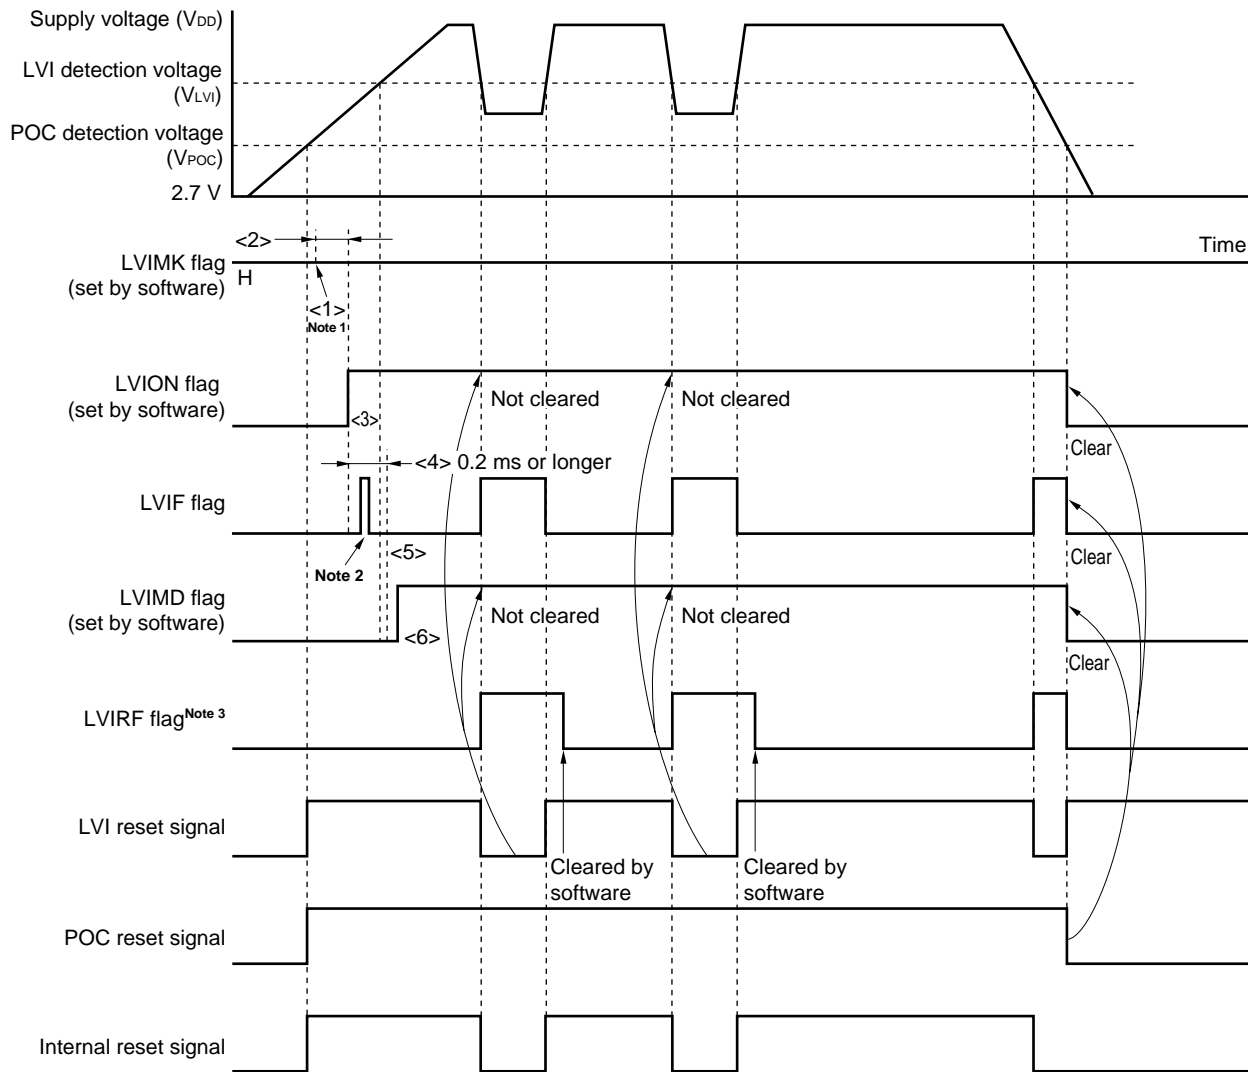 Supply voltage (VDD)
LVI detection voltage
(VLVI)
POC detection voltage
(VPOC)
2.7 V
<2>
Time
LVIMK flag
(set by software)
H
<1>
Note 1
LVION flag
(set by software)
Not cleared
Not cleared
<3>
Clear
<4> 0.2 ms or longer
LVIF flag
<5>
Clear
Note 2
LVIMD flag
(set by software)
Not cleared
Not cleared
<6>
Clear
LVIRF flagNote 3
LVI reset signal
Cleared by
software
Cleared by
software
POC reset signal
Internal reset signal